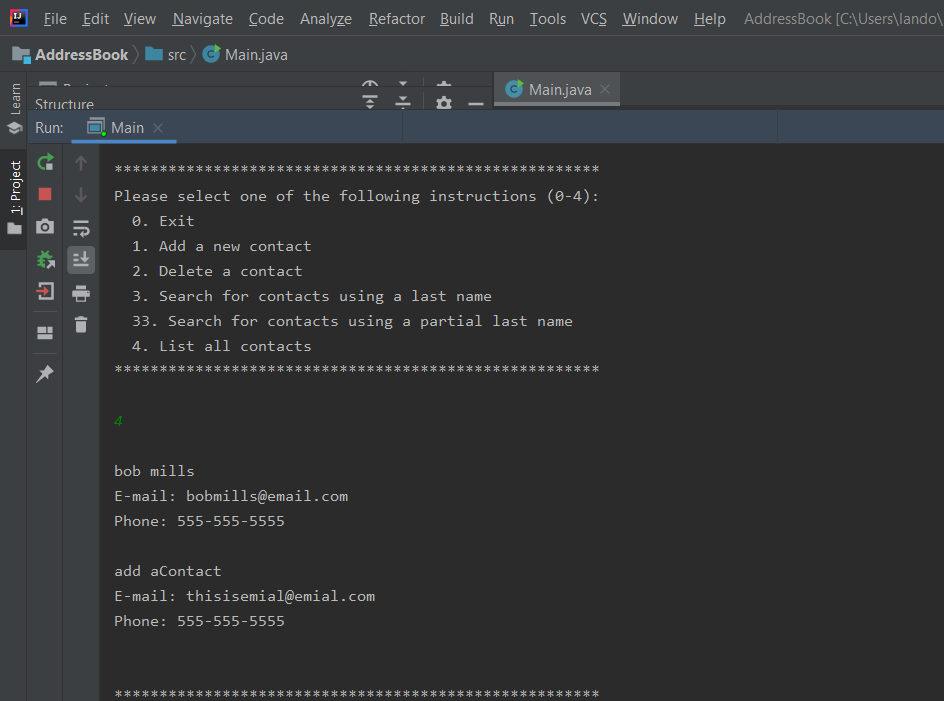 File Edit View Navigate Code Analyze Refactor Build Run Tools VCS Window Help AddressBook [C:\Users\lando\
AddressBook src Main.java
Learn
1: Project
Structure
Main.java
Run: Main
******************************************************
Please select one of the following instructions (0-4):
0. Exit
1. Add a new contact
2. Delete a contact
3. Search for contacts using a last name
33. Search for contacts using a partial last name
4. List all contacts
******************************************************
4
bob mills
E-mail: bobmills@email.com
Phone: 555-555-5555
add aContact
E-mail: thisisemial@emial.com
Phone: 555-555-5555
******************************************************